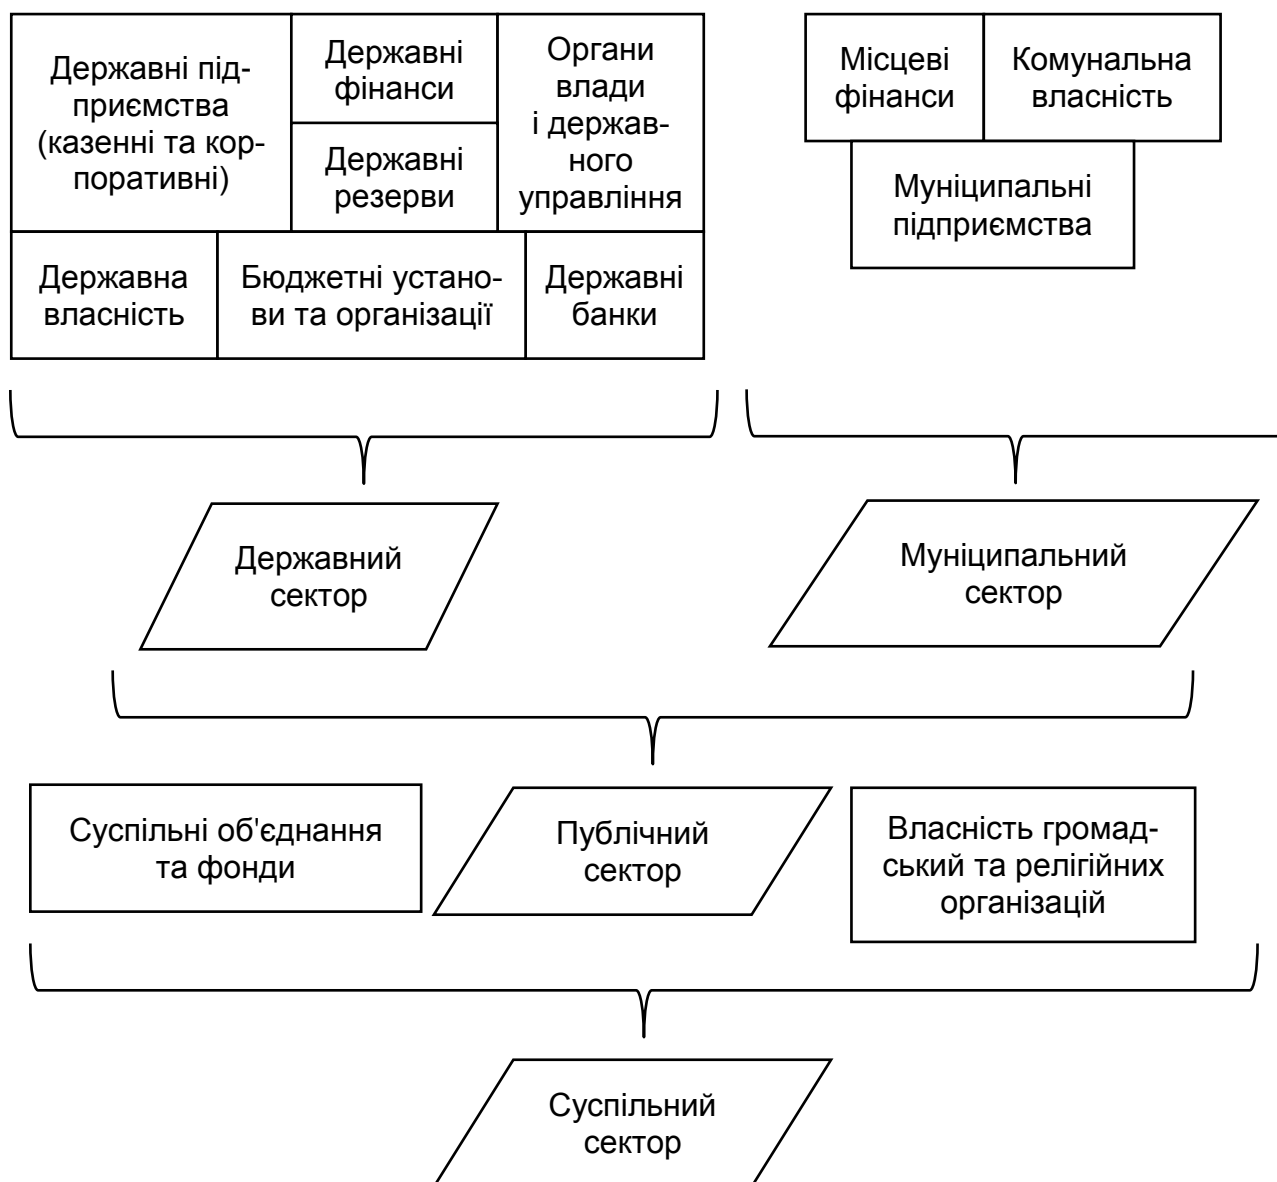 Державні під-
приємства
(казенні та кор-
поративні)
Державні
фінанси
Державні
резерви
Органи
влади
і держав-
ного
управління
Державна
власність
Бюджетні устано-
ви та організації
Державні
банки
Місцеві
фінанси
Комунальна
власність
Муніципальні
підприємства
Державний
сектор
Муніципальний
сектор
Суспільні об'єднання
та фонди
Публічний
сектор
Власність громад-
ський та релігійних
організацій
Суспільний
сектор